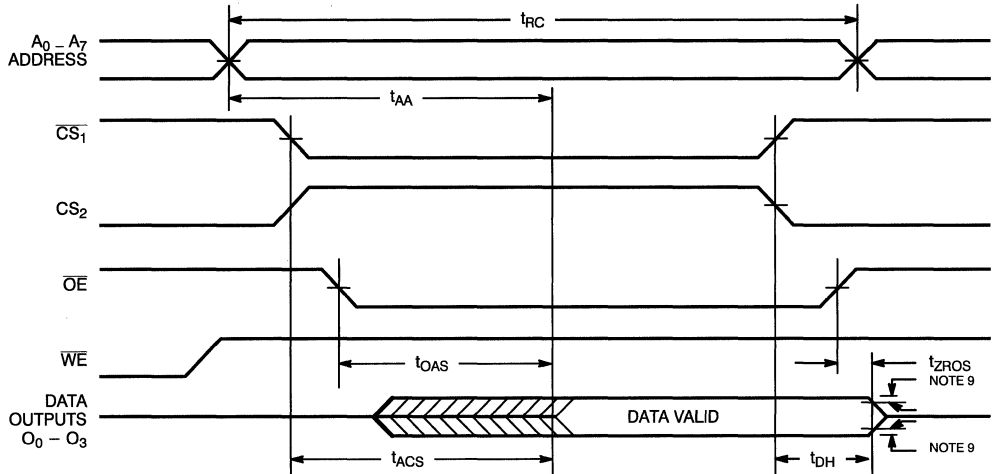 tRC
A0 – A7
ADDRESS
tAA
CS1
CS2
OE
WE
tOAS
tZROS
NOTE 9
DATA
OUTPUTS
O0 – O3
DATA VALID
NOTE 9
tACS
tDH